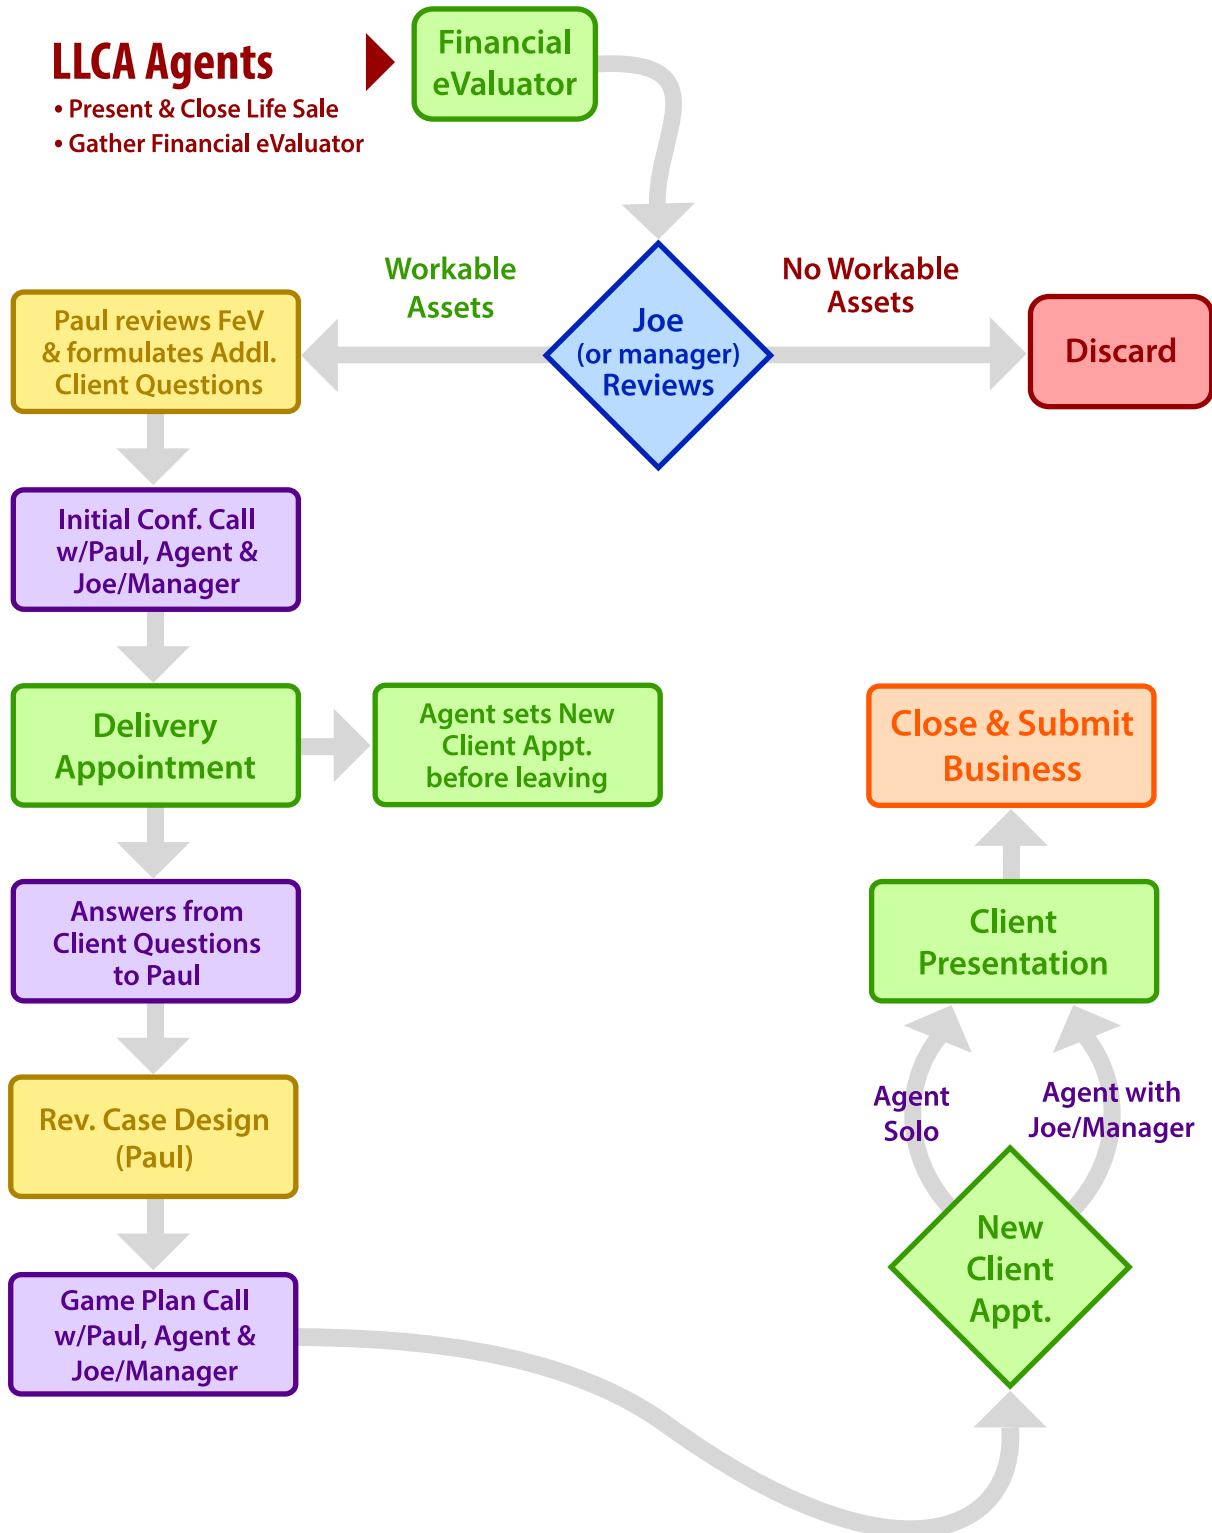 LLCA Agents
• Present & Close Life Sale
• Gather Financial eValuator
Financial
eValuator
Workable
Assets
No Workable
Assets
Joe
(or manager)
Reviews
Discard
Paul reviews FeV
& formulates Addl.
Client Questions
Initial Conf. Call
w/Paul, Agent &
Joe/Manager
Delivery
Appointment
Agent sets New
Client Appt.
before leaving
Answers from
Client Questions
to Paul
Rev. Case Design
(Paul)
Game Plan Call
w/Paul, Agent &
Joe/Manager
New
Client
Appt.
Agent
Solo
Agent with
Joe/Manager
Client
Presentation
Close & Submit
Business